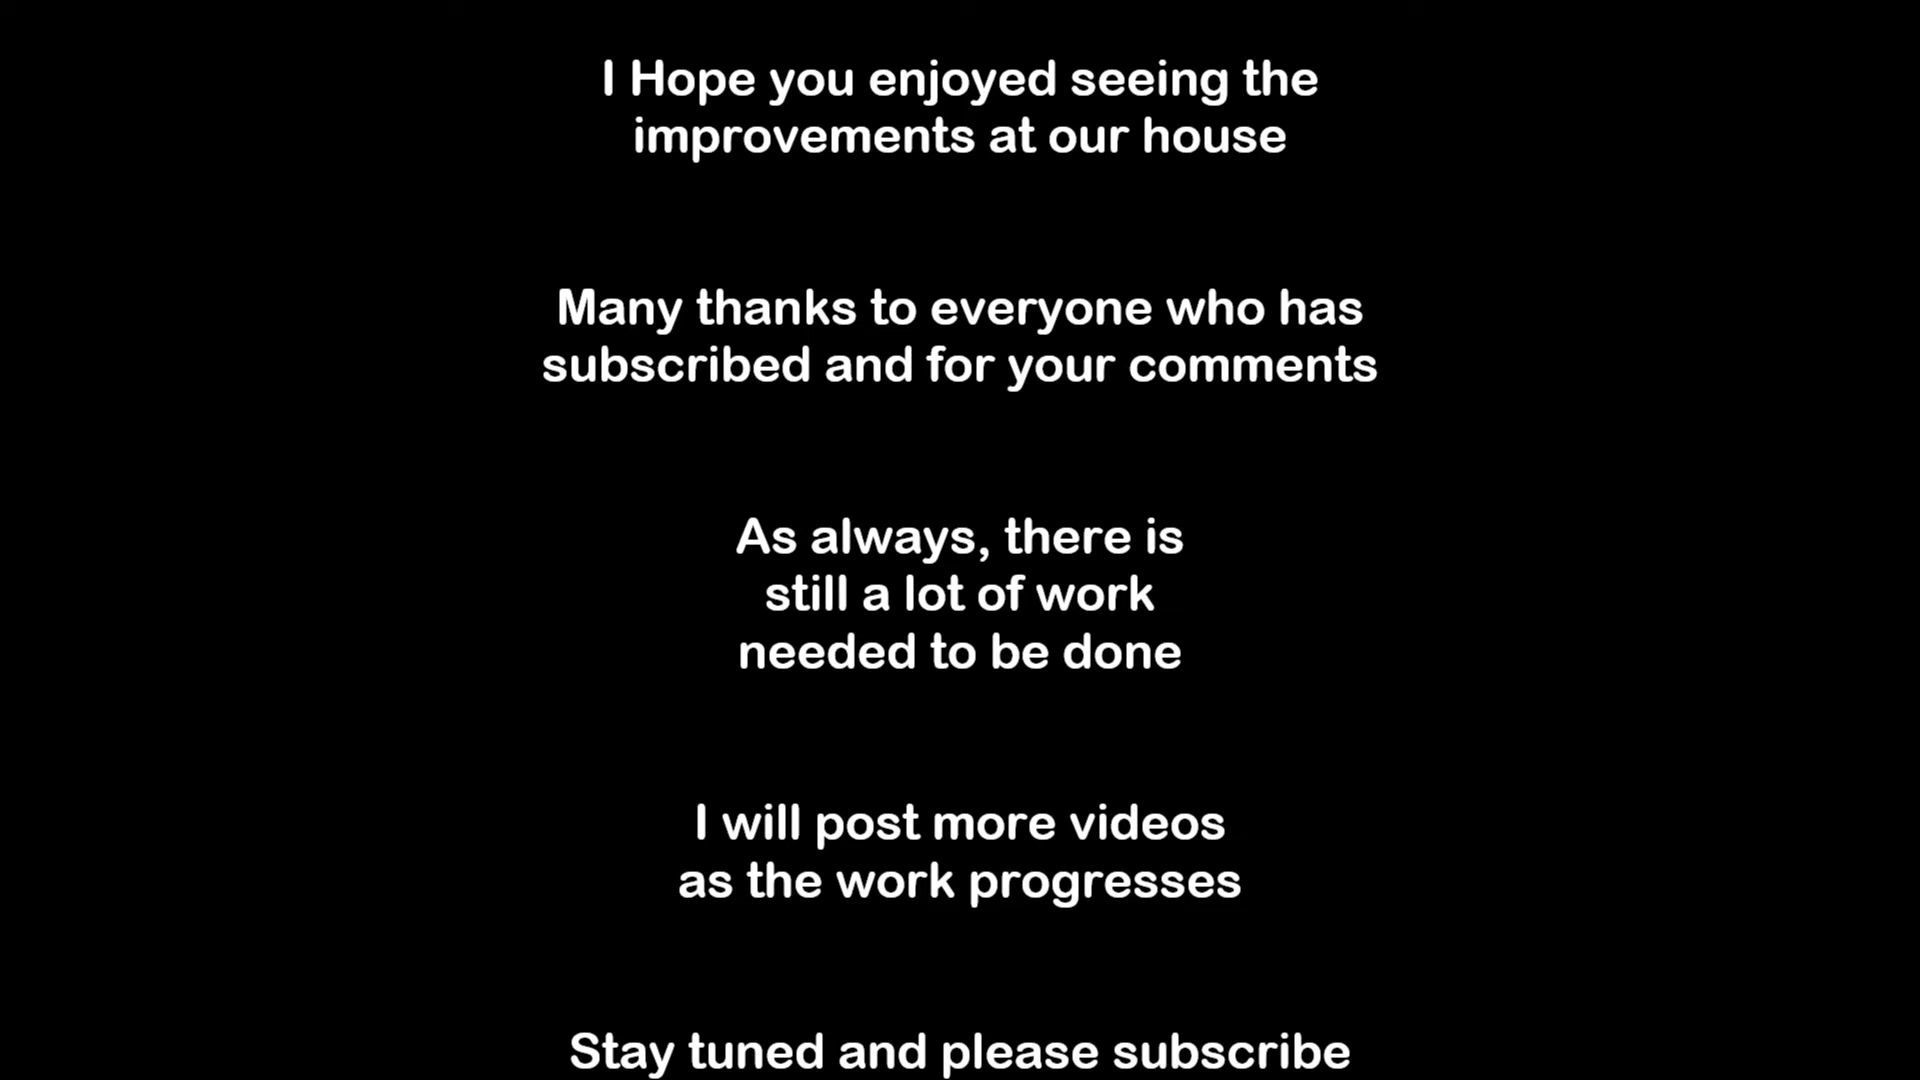 I Hope you enjoyed seeing the
improvements at our house
Many thanks to everyone who has
subscribed and for your comments
As always, there is
still a lot of work
needed to be done
I will post more videos
as the work progresses
Stay tuned and please subscribe